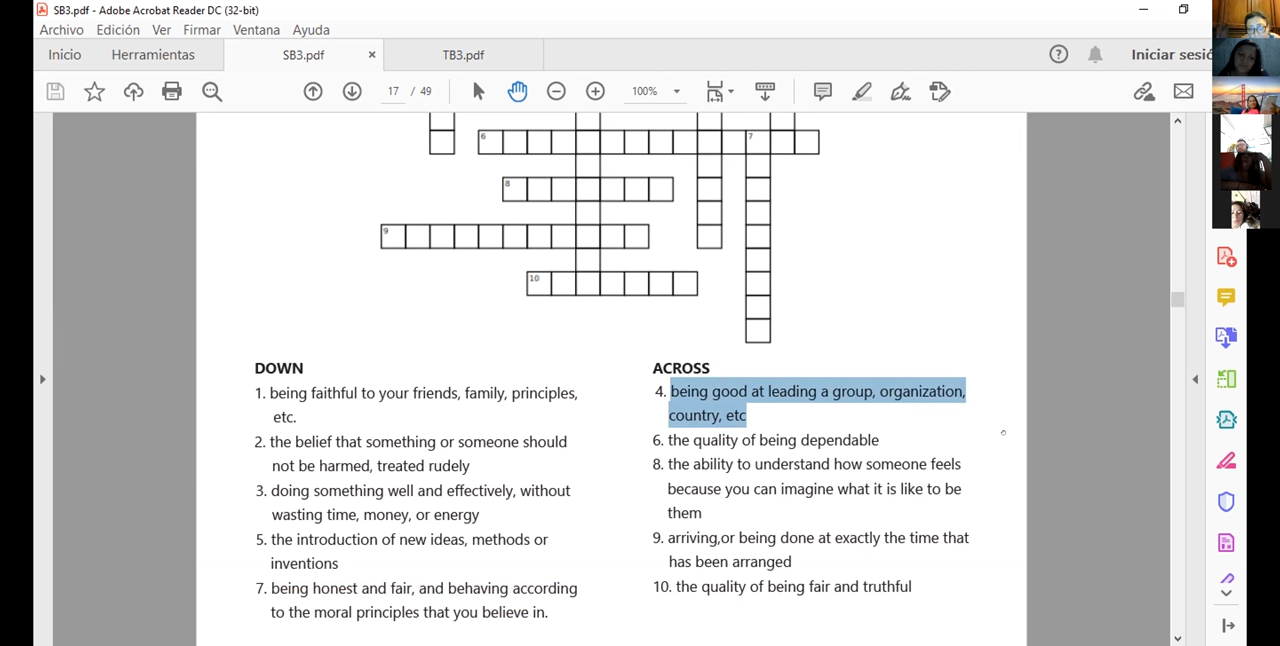 SB3.pdf - Adobe Acrobat Reader DC (32-bit)
Archivo Edición Ver Firmar Ventana Ayuda
Inicio Herramientas SB3.pdf × TB3.pdf Iniciar sesió
17 / 49 100%
6 7
8
9
10
DOWN
1. being faithful to your friends, family, principles,
etc.
2. the belief that something or someone should
not be harmed, treated rudely
3. doing something well and effectively, without
wasting time, money, or energy
5. the introduction of new ideas, methods or
inventions
7. being honest and fair, and behaving according
to the moral principles that you believe in.
ACROSS
4. being good at leading a group, organization,
country, etc
6. the quality of being dependable
8. the ability to understand how someone feels
because you can imagine what it is like to be
them
9. arriving,or being done at exactly the time that
has been arranged
10. the quality of being fair and truthful